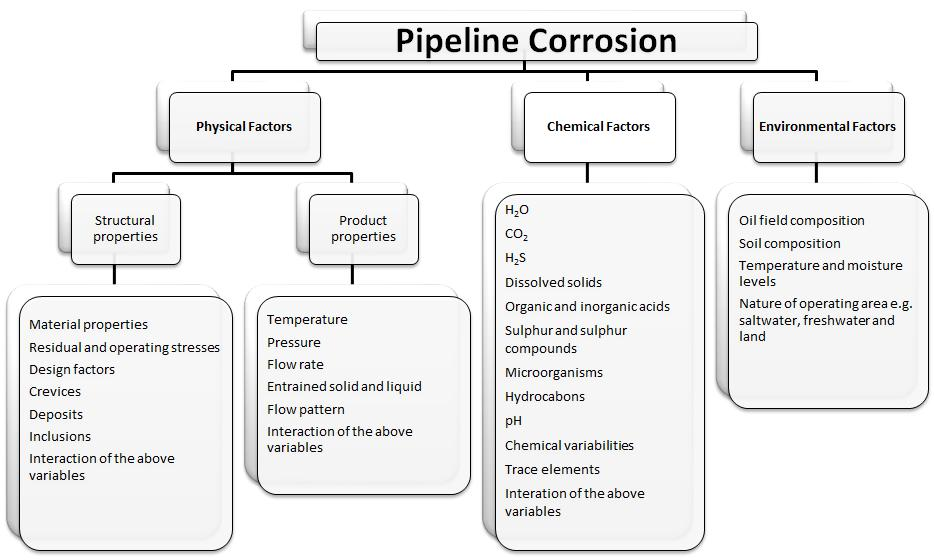 Pipeline Corrosion
Physical Factors
Chemical Factors
Environmental Factors
Structural
properties
Product
properties
Material properties
Residual and operating stresses
Design factors
Crevices
Deposits
Inclusions
Interaction of the above
variables
Temperature
Pressure
Flow rate
Entrained solid and liquid
Flow pattern
Interaction of the above
variables
H₂O
CO₂
H₂S
Dissolved solids
Organic and inorganic acids
Sulphur and sulphur
compounds
Microorganisms
Hydrocabons
pH
Chemical variabilities
Trace elements
Interation of the above
variables
Oil field composition
Soil composition
Temperature and moisture
levels
Nature of operating area e.g.
saltwater, freshwater and
land